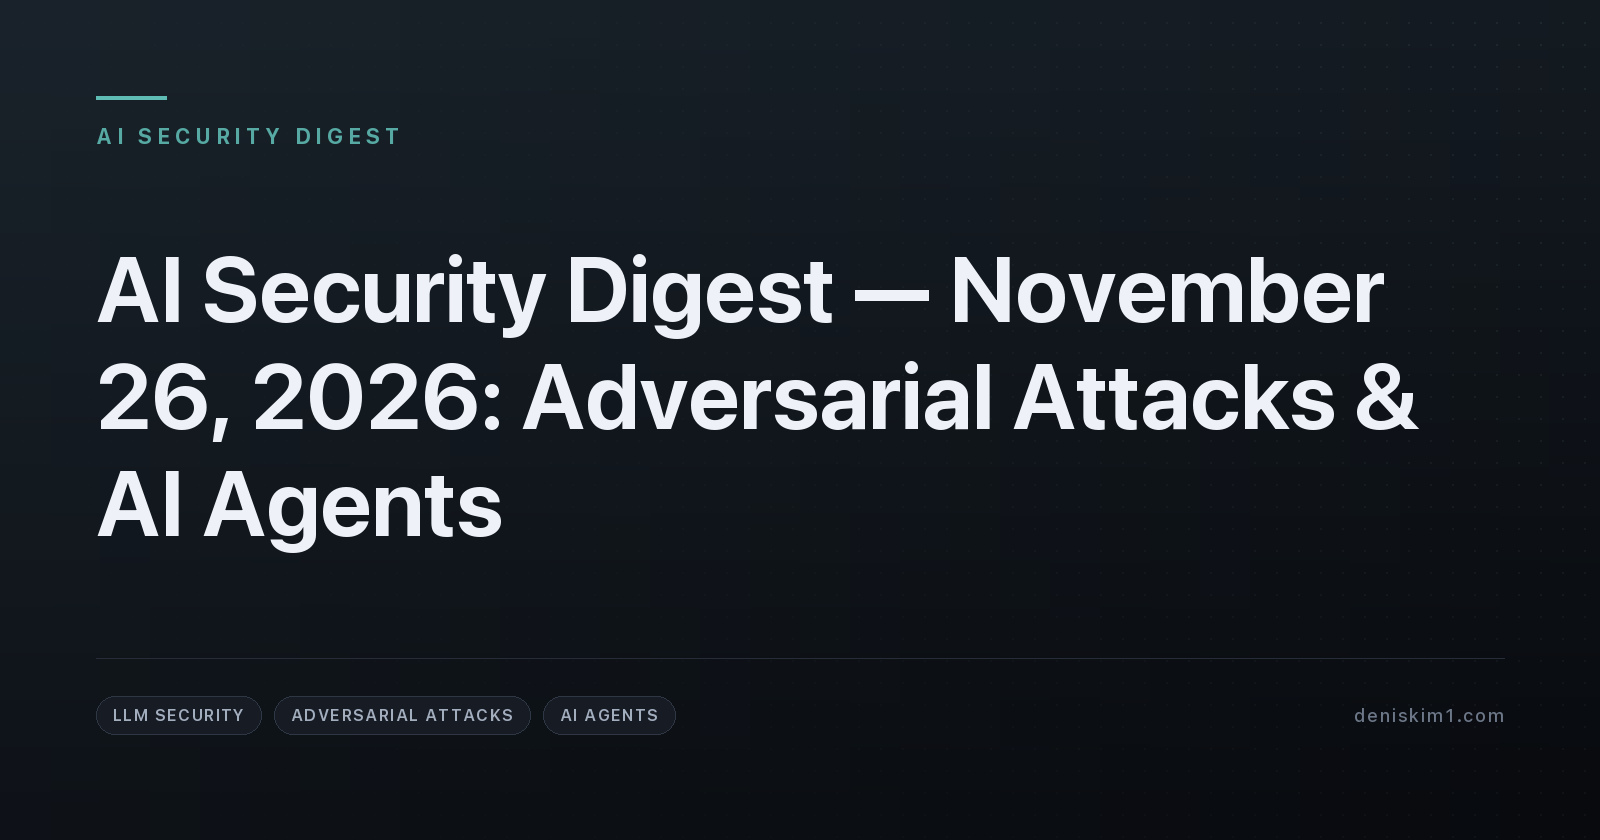 AI SECURITY DIGEST
AI Security Digest — November
26, 2026: Adversarial Attacks &
AI Agents
LLM SECURITY
ADVERSARIAL ATTACKS
AI AGENTS
deniskim1.com